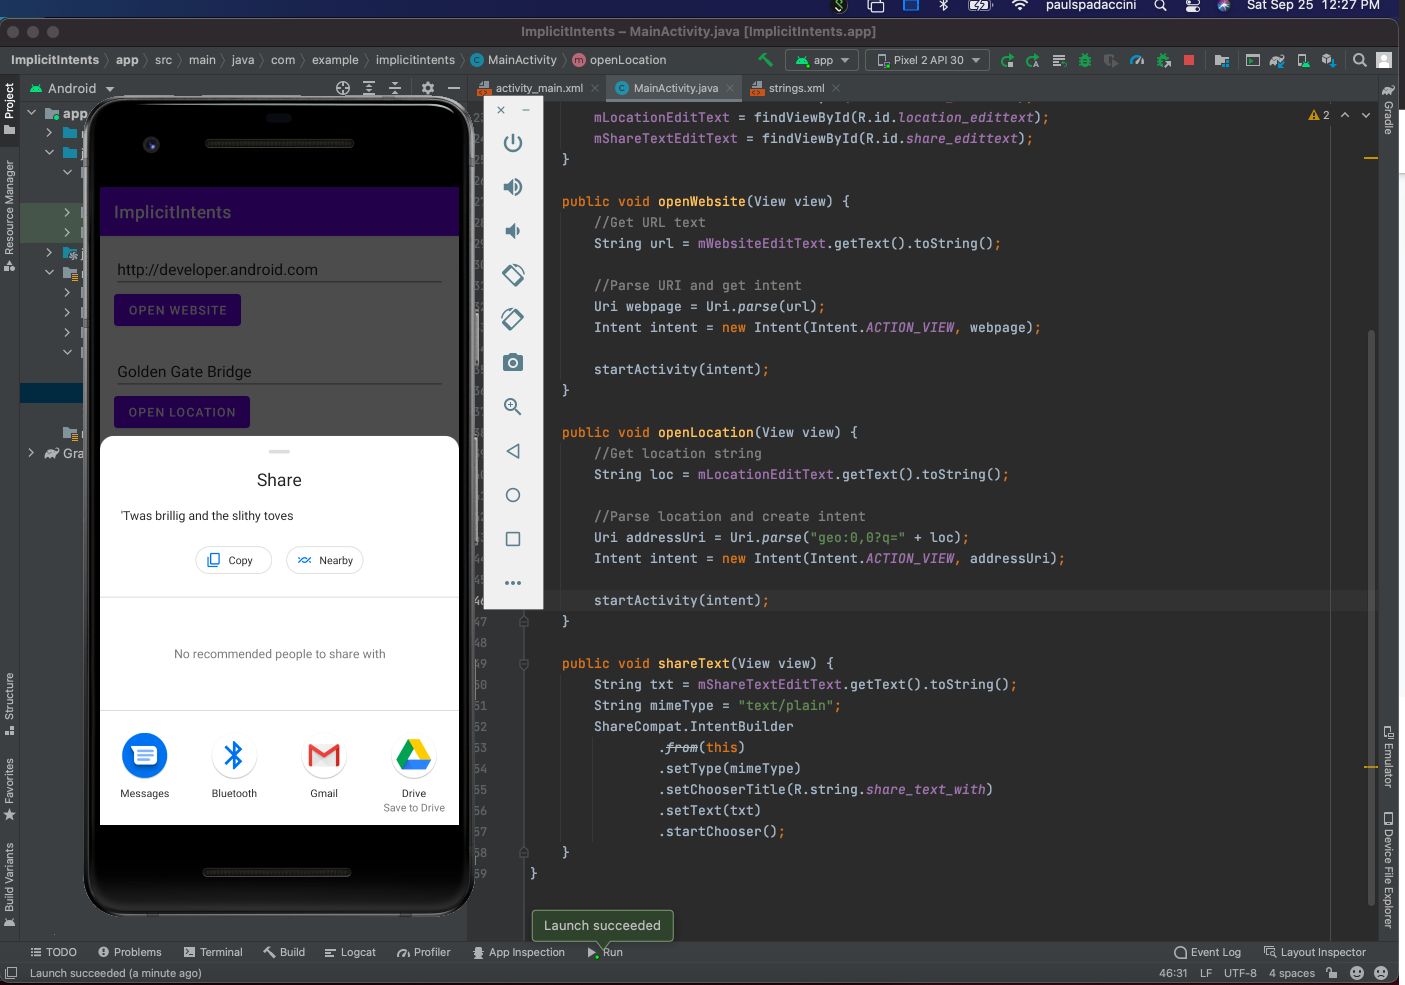 paulspadaccini Sat Sep 25 12:27 PM
ImplicitIntents – MainActivity.java [ImplicitIntents.app]
ImplicitIntents app src main java com example implicitintents MainActivity openLocation app Pixel 2 API 30
Android activity_main.xml MainActivity.java strings.xml
Project
Resource Manager
Structure
Favorites
Build Variants
app
Gra
ImplicitIntents
http://developer.android.com
OPEN WEBSITE
Golden Gate Bridge
OPEN LOCATION
Share
'Twas brillig and the slithy toves
Copy Nearby
No recommended people to share with
Messages Bluetooth Gmail Drive
Save to Drive
2
mLocationEditText = findViewById(R.id.location_edittext);
mShareTextEditText = findViewById(R.id.share_edittext);
}
public void openWebsite(View view) {
//Get URL text
String url = mWebsiteEditText.getText().toString();
//Parse URI and get intent
Uri webpage = Uri.parse(url);
Intent intent = new Intent(Intent.ACTION_VIEW, webpage);
startActivity(intent);
}
public void openLocation(View view) {
//Get location string
String loc = mLocationEditText.getText().toString();
//Parse location and create intent
Uri addressUri = Uri.parse("geo:0,0?q=" + loc);
Intent intent = new Intent(Intent.ACTION_VIEW, addressUri);
startActivity(intent);
47 }
48
49 public void shareText(View view) {
50 String txt = mShareTextEditText.getText().toString();
51 String mimeType = "text/plain";
52 ShareCompat.IntentBuilder
53 .from(this)
54 .setType(mimeType)
55 .setChooserTitle(R.string.share_text_with)
56 .setText(txt)
57 .startChooser();
58 }
59 }
Gradle
Emulator
Device File Explorer
Launch succeeded
TODO Problems Terminal Build Logcat Profiler App Inspection Run Event Log Layout Inspector
Launch succeeded (a minute ago) 46:31 LF UTF-8 4 spaces